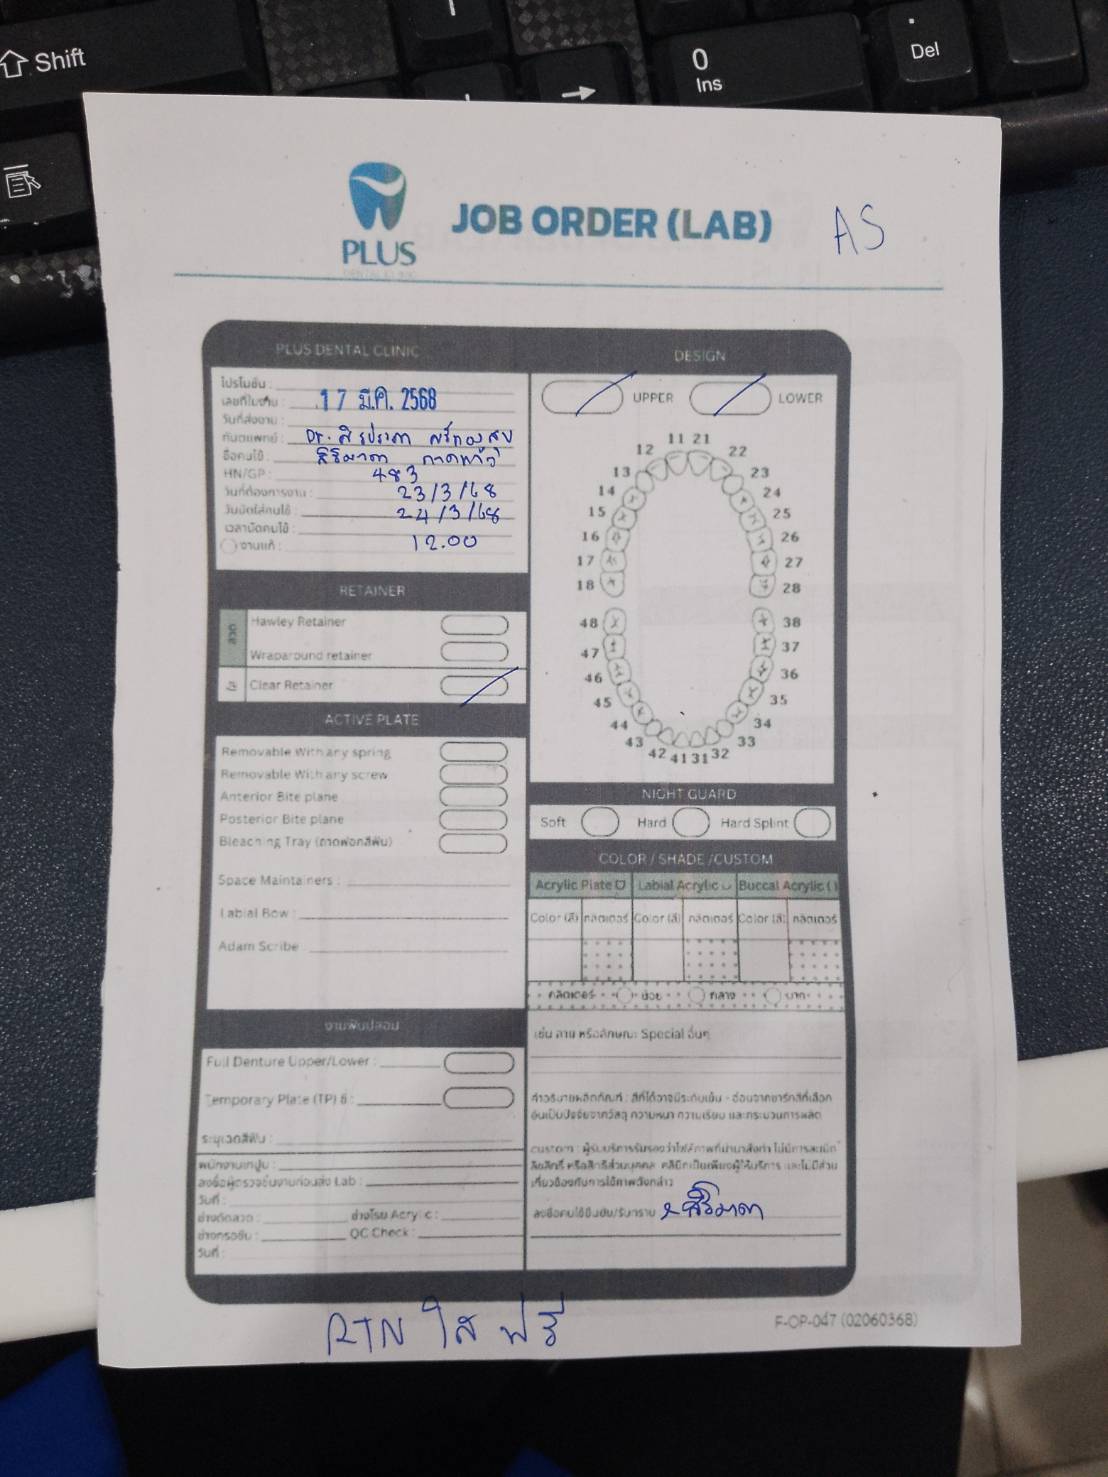 Shift
0
Ins
.
Del
PLUS
DENTAL CLINIC
JOB ORDER (LAB)
AS
PLUS DENTAL CLINIC
โปรโมชั่น :
เลขที่ใบงาน :
17 มี.ค. 2568
วันที่ส่งงาน :
ทันตแพทย์ : Dr.
ชื่อคนไข้ :
HN/GP : 483
วันที่ต้องการงาน : 23/3/68
วันนัดใส่คนไข้ : 24/3/68
เวลานัดคนไข้ :
งานแก้ : 12.00
DESIGN
UPPER
LOWER
11 21
12 22
13 23
14 24
15 25
16 26
17 27
18 28
48 38
47 37
46 36
45 35
44 34
43 33
42 41 31 32
RETAINER
ลวด
Hawley Retainer
Wraparound retainer
ใส
Clear Retainer
ACTIVE PLATE
Removable With any spring
Removable With any screw
Anterior Bite plane
Posterior Bite plane
Bleaching Tray (ถาดฟอกสีฟัน)
Space Maintainers :
Labial Bow :
Adam Scribe
NIGHT GUARD
Soft
Hard
Hard Splint
COLOR / SHADE /CUSTOM
Acrylic Plate
Labial Acrylic
Buccal Acrylic
Color (สี) กลิตเตอร์ Color (สี) กลิตเตอร์ Color (สี) กลิตเตอร์
กลิตเตอร์ น้อย กลาง มาก
เช่น ลาย หรือลักษณะ Special อื่นๆ
คำอธิบายผลิตภัณฑ์ : สีที่ได้อาจมีระดับเข้ม - อ่อนจากชาร์ทสีที่เลือก
อันเป็นปัจจัยจากวัสดุ ความหนา ความเรียบ และกระบวนการผลิต
custom : ผู้รับบริการรับรองว่าไฟล์ภาพที่นำมาสั่งทำ ไม่มีการละเมิด
ลิขสิทธิ์ หรือสิทธิส่วนบุคคล คลินิกเป็นเพียงผู้ให้บริการ และไม่มีส่วน
เกี่ยวข้องกับการใช้ภาพดังกล่าว
ลงชื่อคนไข้ยืนยัน/รับทราบ
งานฟันปลอม
Full Denture Upper/Lower :
Temporary Plate (TP) ซี่ :
ระบุเฉดสีฟัน :
พนักงานเทปูน :
ลงชื่อผู้ตรวจชิ้นงานก่อนส่ง Lab :
วันที่ :
ช่างดัดลวด :
ช่างโรย Acrylic :
ช่างกรอขัด :
QC Check :
วันที่ :
RTN ใส ฟรี
F-OP-047 (02060368)